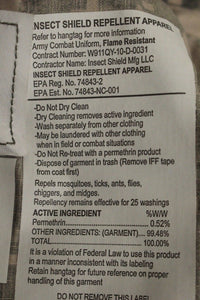 INSECT SHIELD REPELLENT APPAREL
Refer to hangtag for more information
Army Combat Uniform, Flame Resistant
Contract Number: W911QY-10-D-0031
Contractor Name: Insect Shield Mfg LLC
INSECT SHIELD REPELLENT APPAREL
EPA Reg. No. 74843-2
EPA Est. No. 74843-NC-001
-Do Not Dry Clean
-Dry Cleaning removes active ingredient
-Wash separately from other clothing
-May be laundered with other clothing
when in field or combat situations
-Do Not Re-treat with a permethrin product
-Dispose of garment in trash (Remove IFF tape
from coat first)
Repels mosquitoes, ticks, ants, flies,
chiggers, and midges.
Repellency remains effective for 25 washings
ACTIVE INGREDIENT %W/W
Permethrin 0.52%
OTHER INGREDIENTS: (GARMENT) 99.48%
TOTAL 100.00%
It is a violation of Federal Law to use this product
in a manner inconsistent with its labeling
Retain hangtag for future reference on proper
handling of this garment
DO NOT REMOVE THIS LABEL